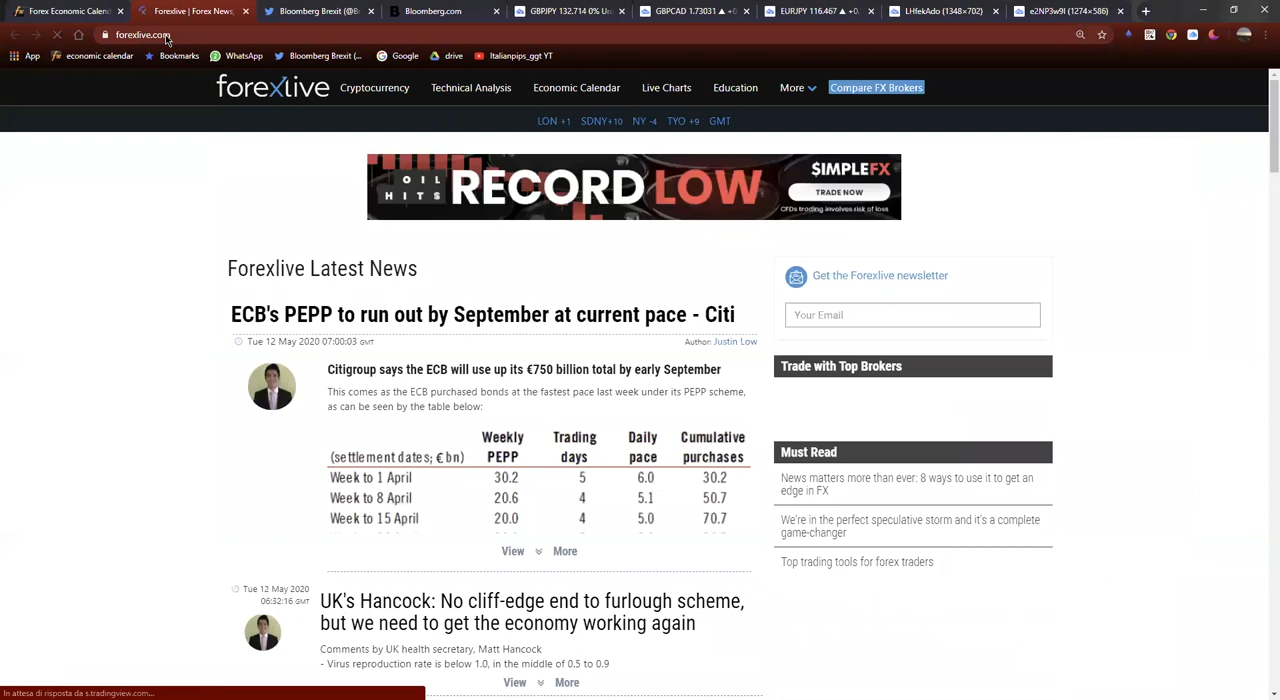 Forex Economic Calend
Forexlive | Forex News,
Bloomberg Brexit (@Br
Bloomberg.com
GBPJPY 132.714 0% Un
GBPCAD 1.73031 ▲ +0
EURJPY 116.467 ▲ +0.
LHfekAdo (1348×702)
e2NP3w9I (1274×586)
forexlive.com
App
economic calendar
Bookmarks
WhatsApp
Bloomberg Brexit (...
Google
drive
Italianpips_ggt YT
forexlive
Cryptocurrency
Technical Analysis
Economic Calendar
Live Charts
Education
More
Compare FX Brokers
LON +1 SDNY+10 NY -4 TYO +9 GMT
OIL
HITS
RECORD LOW
$IMPLEFX
TRADE NOW
CFDs trading involves risk of loss.
Forexlive Latest News
ECB's PEPP to run out by September at current pace - Citi
Tue 12 May 2020 07:00:03 GMT
Author: Justin Low
Citigroup says the ECB will use up its €750 billion total by early September
This comes as the ECB purchased bonds at the fastest pace last week under its PEPP scheme,
as can be seen by the table below:
Weekly Trading Daily Cumulative
(settlement dates; € bn) PEPP days pace purchases
Week to 1 April 30.2 5 6.0 30.2
Week to 8 April 20.6 4 5.1 50.7
Week to 15 April 20.0 4 5.0 70.7
View More
Tue 12 May 2020
06:32:16 GMT
UK's Hancock: No cliff-edge end to furlough scheme,
but we need to get the economy working again
Comments by UK health secretary, Matt Hancock
- Virus reproduction rate is below 1.0, in the middle of 0.5 to 0.9
View More
Get the Forexlive newsletter
Your Email
Trade with Top Brokers
Must Read
News matters more than ever: 8 ways to use it to get an
edge in FX
We're in the perfect speculative storm and it's a complete
game-changer
Top trading tools for forex traders
In attesa di risposta da s.tradingview.com...